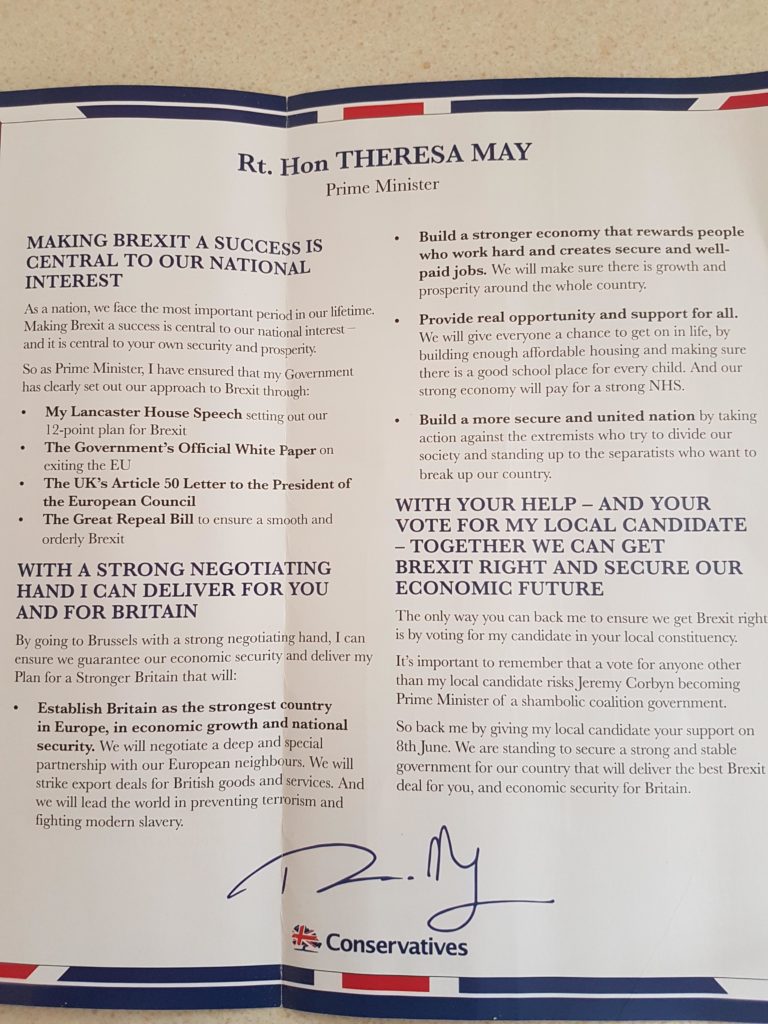 Rt. Hon THERESA MAY
Prime Minister
MAKING BREXIT A SUCCESS IS
CENTRAL TO OUR NATIONAL
INTEREST
As a nation, we face the most important period in our lifetime.
Making Brexit a success is central to our national interest –
and it is central to your own security and prosperity.
So as Prime Minister, I have ensured that my Government
has clearly set out our approach to Brexit through:
• My Lancaster House Speech setting out our
12-point plan for Brexit
• The Government's Official White Paper on
exiting the EU
• The UK's Article 50 Letter to the President of
the European Council
• The Great Repeal Bill to ensure a smooth and
orderly Brexit
WITH A STRONG NEGOTIATING
HAND I CAN DELIVER FOR YOU
AND FOR BRITAIN
By going to Brussels with a strong negotiating hand, I can
ensure we guarantee our economic security and deliver my
Plan for a Stronger Britain that will:
• Establish Britain as the strongest country
in Europe, in economic growth and national
security. We will negotiate a deep and special
partnership with our European neighbours. We will
strike export deals for British goods and services. And
we will lead the world in preventing terrorism and
fighting modern slavery.
• Build a stronger economy that rewards people
who work hard and creates secure and well-
paid jobs. We will make sure there is growth and
prosperity around the whole country.
• Provide real opportunity and support for all.
We will give everyone a chance to get on in life, by
building enough affordable housing and making sure
there is a good school place for every child. And our
strong economy will pay for a strong NHS.
• Build a more secure and united nation by taking
action against the extremists who try to divide our
society and standing up to the separatists who want to
break up our country.
WITH YOUR HELP – AND YOUR
VOTE FOR MY LOCAL CANDIDATE
– TOGETHER WE CAN GET
BREXIT RIGHT AND SECURE OUR
ECONOMIC FUTURE
The only way you can back me to ensure we get Brexit right
is by voting for my candidate in your local constituency.
It's important to remember that a vote for anyone other
than my local candidate risks Jeremy Corbyn becoming
Prime Minister of a shambolic coalition government.
So back me by giving my local candidate your support on
8th June. We are standing to secure a strong and stable
government for our country that will deliver the best Brexit
deal for you, and economic security for Britain.
Conservatives